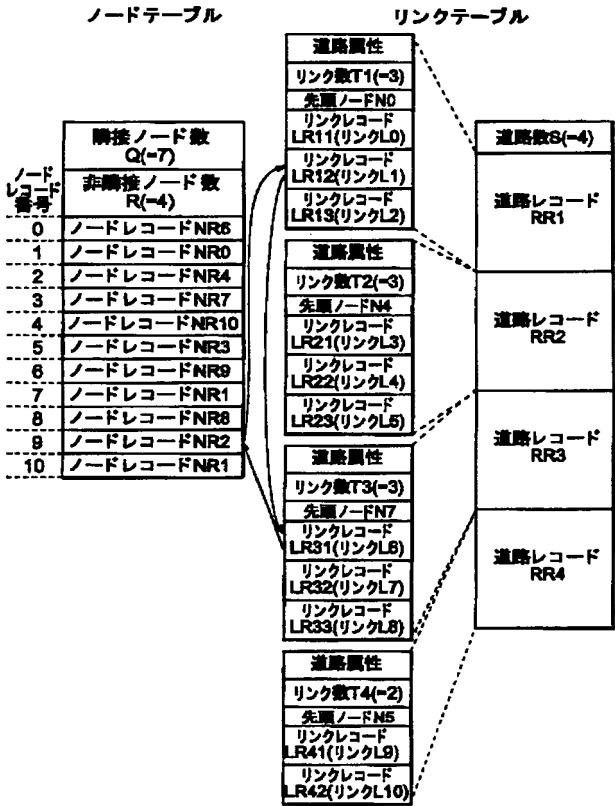 ノードテーブル
リンクテーブル
隣接ノード数
Q(=7)
非隣接ノード数
R(=4)
ノード
レコード
番号
0 ノードレコードNR6
1 ノードレコードNR0
2 ノードレコードNR4
3 ノードレコードNR7
4 ノードレコードNR10
5 ノードレコードNR3
6 ノードレコードNR9
7 ノードレコードNR1
8 ノードレコードNR8
9 ノードレコードNR2
10 ノードレコードNR1
道路属性
リンク数T1(=3)
先頭ノードN0
リンクレコード
LR11(リンクL0)
リンクレコード
LR12(リンクL1)
リンクレコード
LR13(リンクL2)
道路属性
リンク数T2(=3)
先頭ノードN4
リンクレコード
LR21(リンクL3)
リンクレコード
LR22(リンクL4)
リンクレコード
LR23(リンクL5)
道路属性
リンク数T3(=3)
先頭ノードN7
リンクレコード
LR31(リンクL6)
リンクレコード
LR32(リンクL7)
リンクレコード
LR33(リンクL8)
道路属性
リンク数T4(=2)
先頭ノードN5
リンクレコード
LR41(リンクL9)
リンクレコード
LR42(リンクL10)
道路数S(=4)
道路レコード
RR1
道路レコード
RR2
道路レコード
RR3
道路レコード
RR4